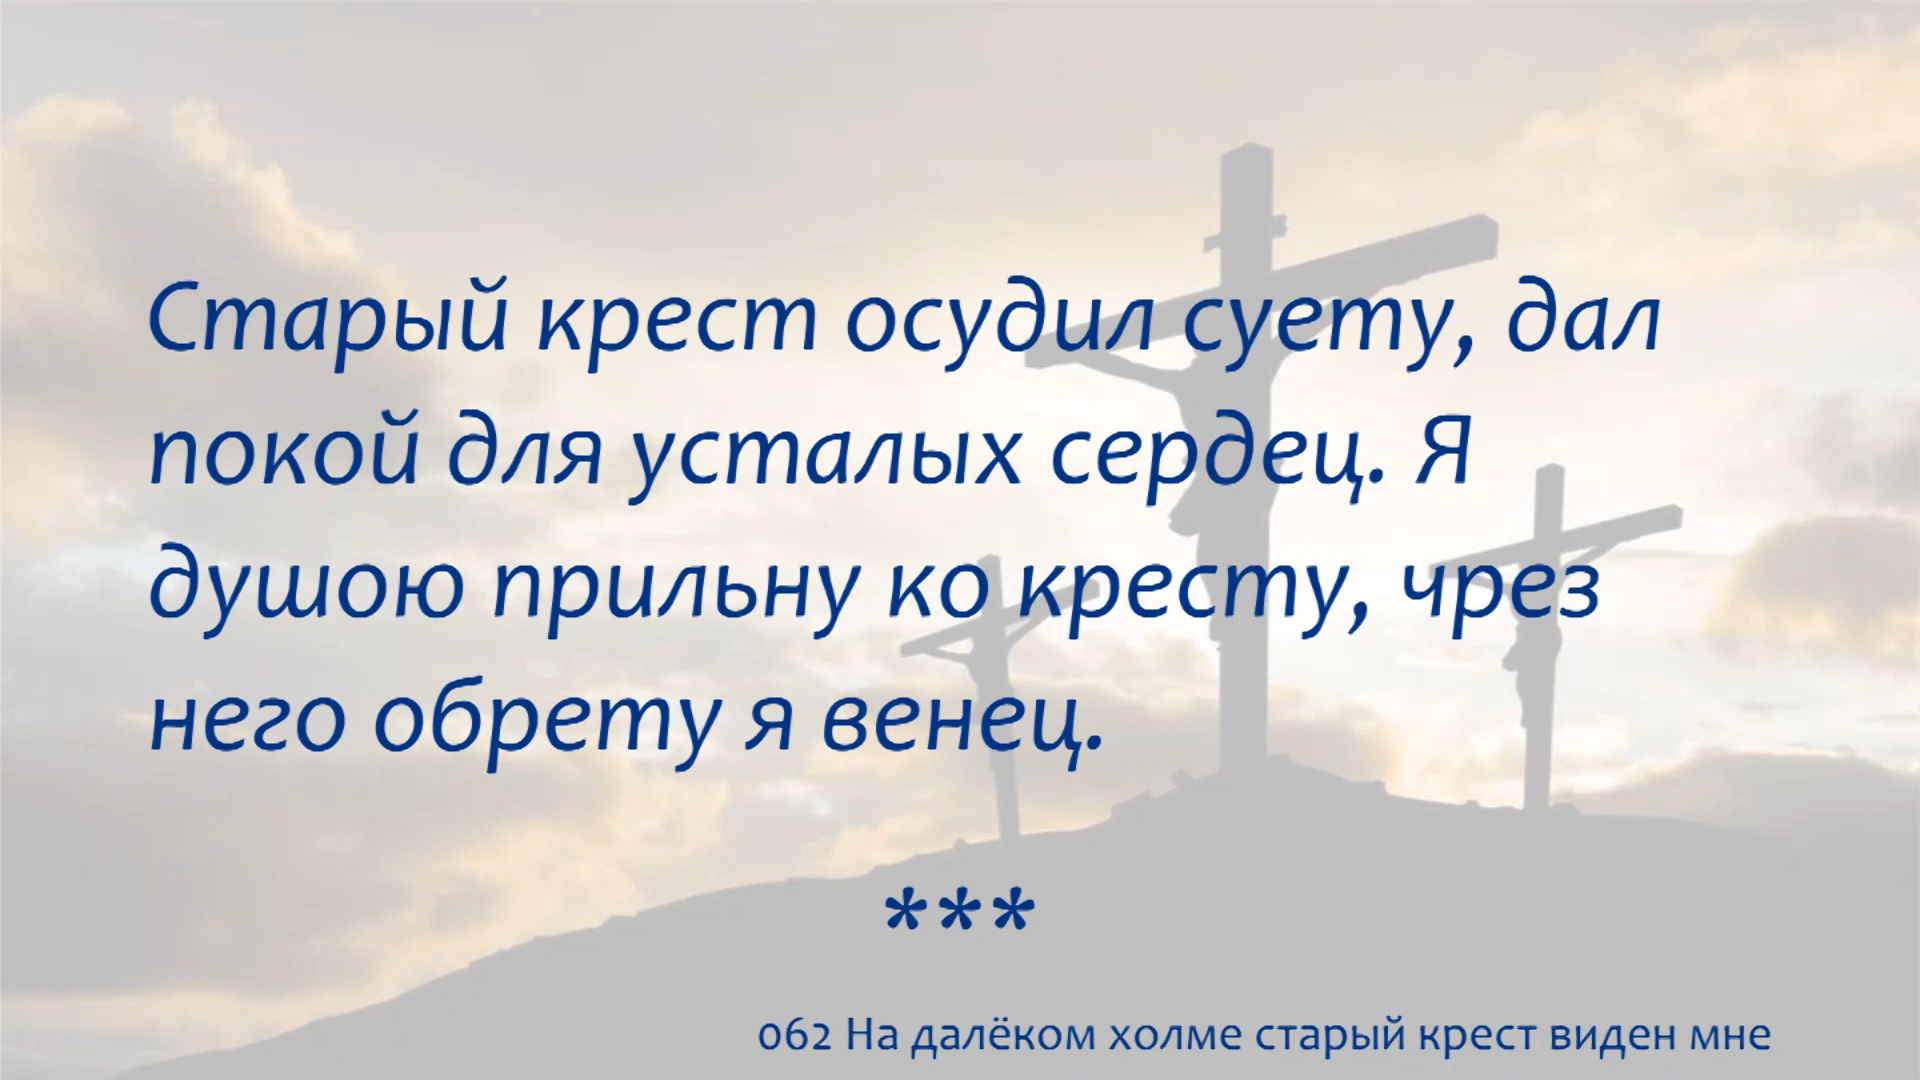 Старый крест осудил суету, дал
покой для усталых сердец. Я
душою прильну ко кресту, чрез
него обрету я венец.
***
062 На далёком холме старый крест виден мне